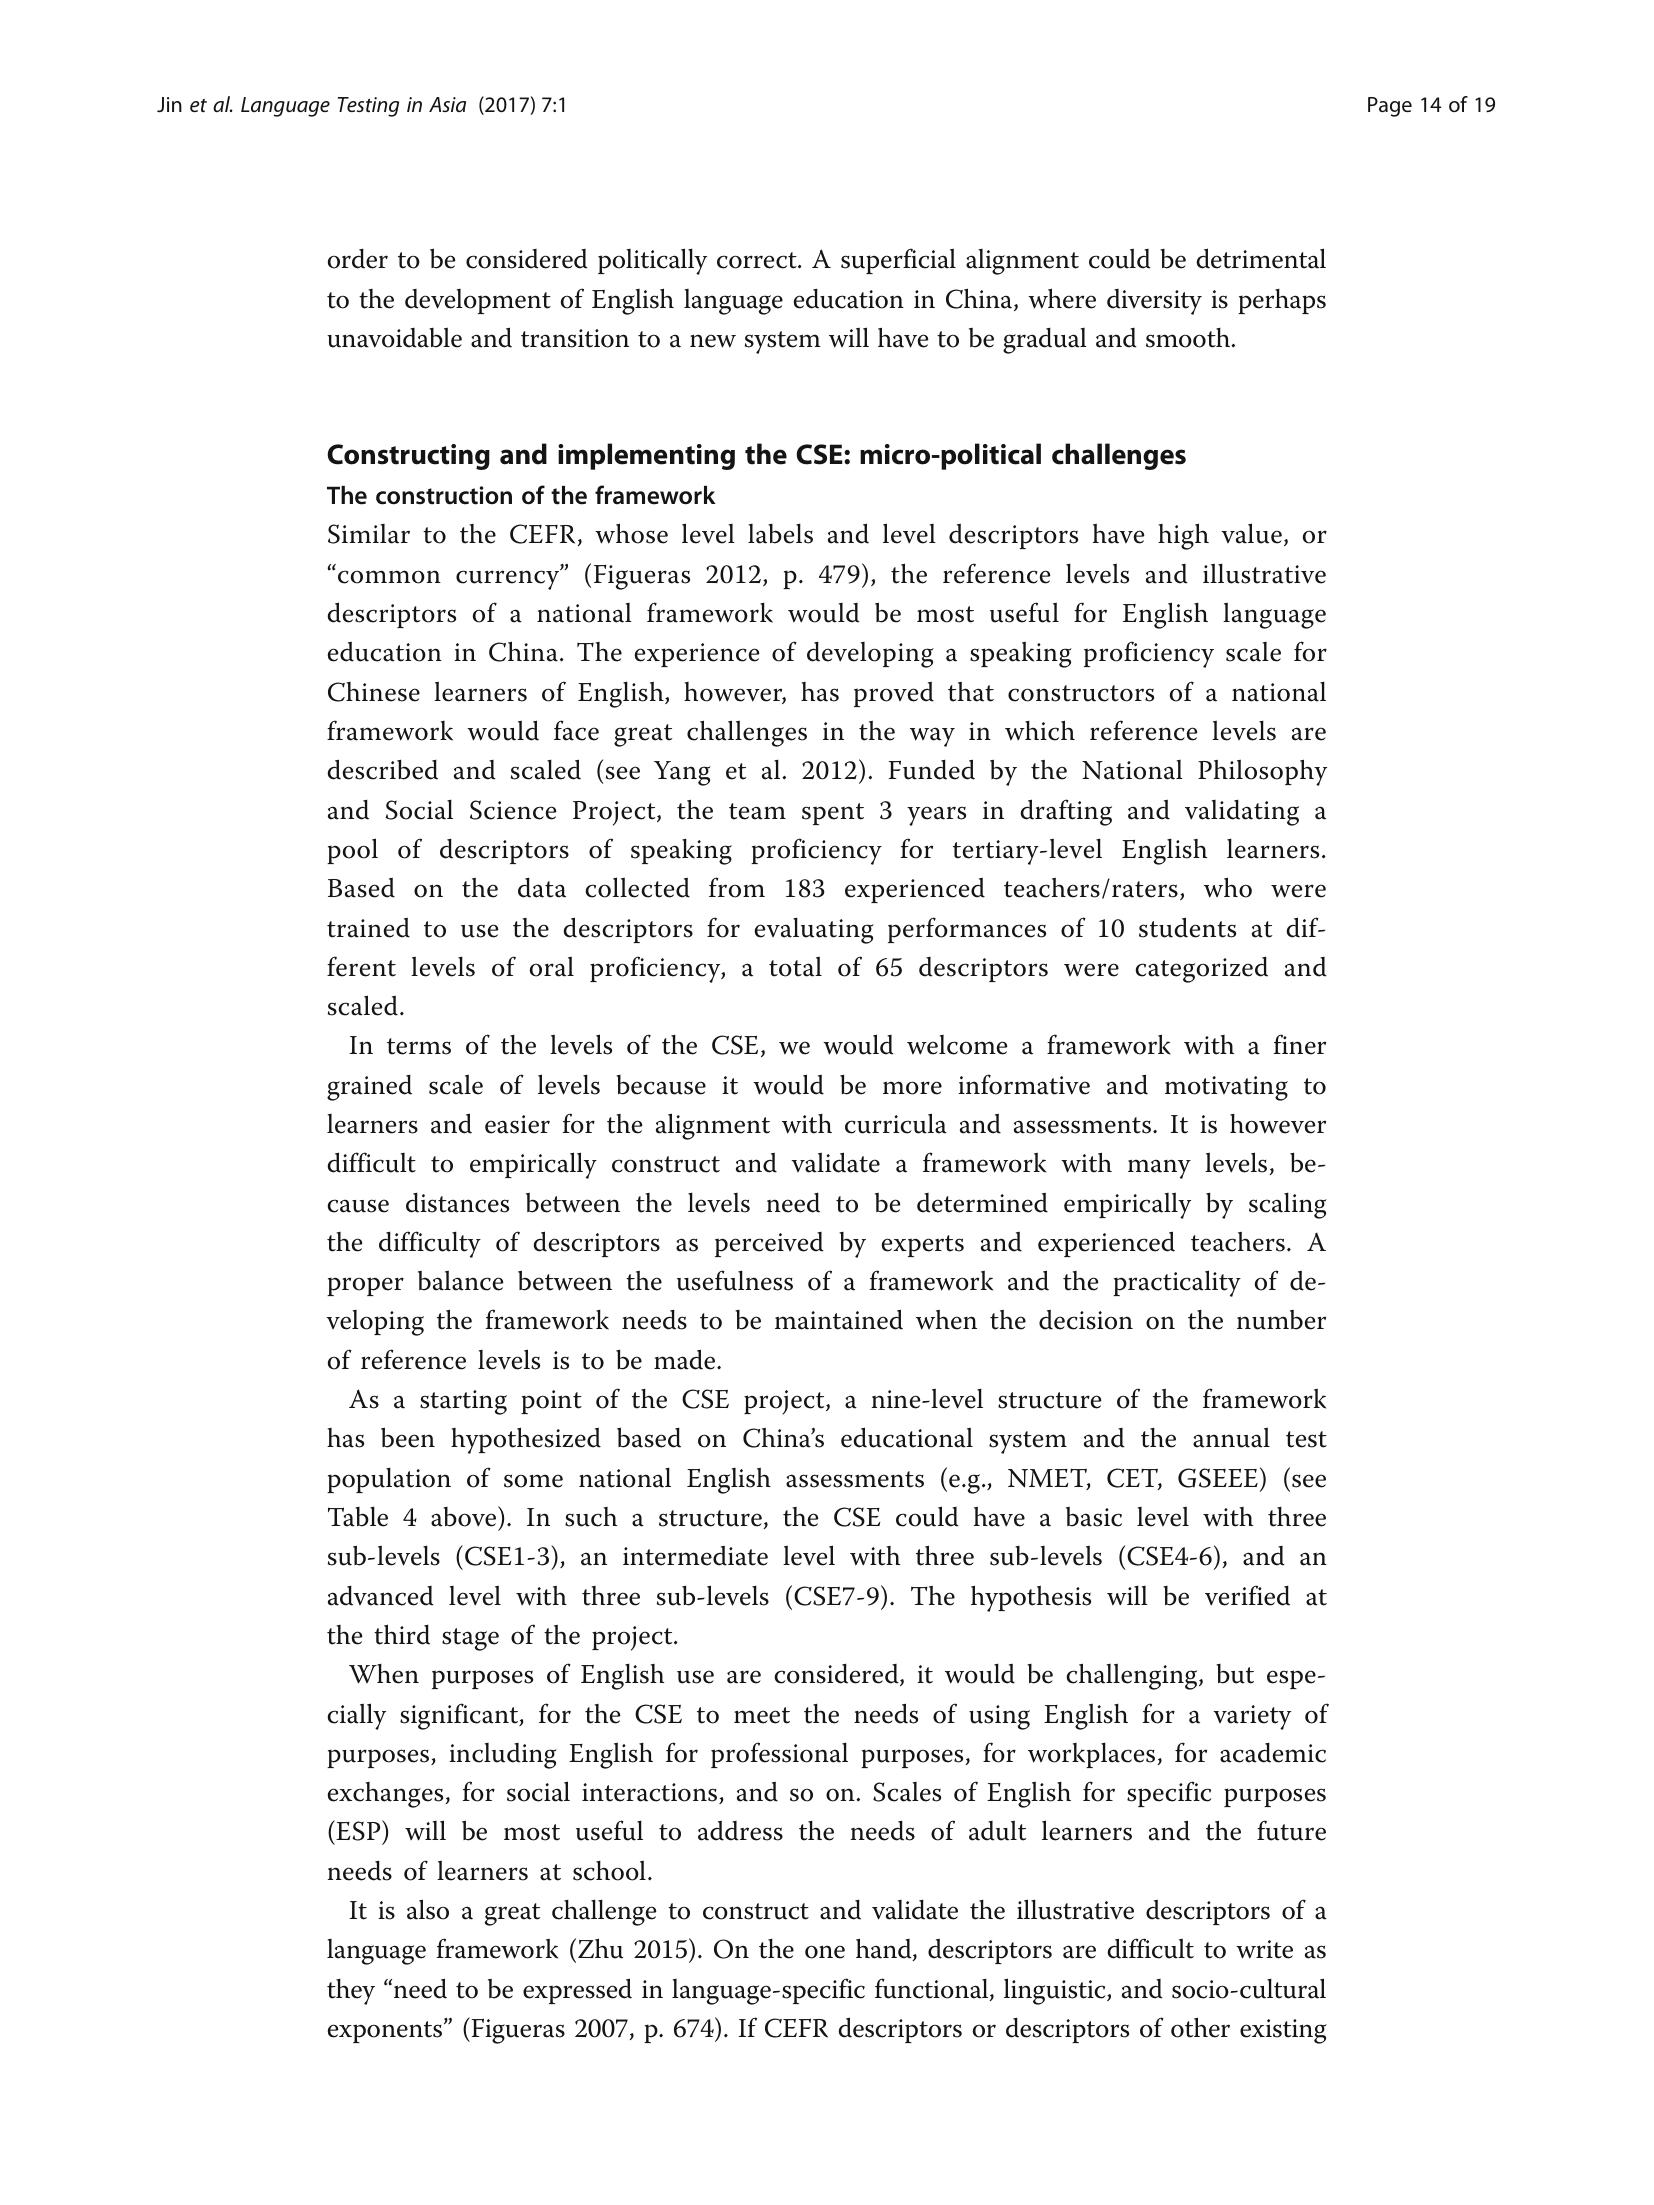 Jin et al. Language Testing in Asia (2017) 7:1
Page 14 of 19
order to be considered politically correct. A superficial alignment could be detrimental
to the development of English language education in China, where diversity is perhaps
unavoidable and transition to a new system will have to be gradual and smooth.
Constructing and implementing the CSE: micro-political challenges
The construction of the framework
Similar to the CEFR, whose level labels and level descriptors have high value, or
“common currency” (Figueras 2012, p. 479), the reference levels and illustrative
descriptors of a national framework would be most useful for English language
education in China. The experience of developing a speaking proficiency scale for
Chinese learners of English, however, has proved that constructors of a national
framework would face great challenges in the way in which reference levels are
described and scaled (see Yang et al. 2012). Funded by the National Philosophy
and Social Science Project, the team spent 3 years in drafting and validating a
pool of descriptors of speaking proficiency for tertiary-level English learners.
Based on the data collected from 183 experienced teachers/raters, who were
trained to use the descriptors for evaluating performances of 10 students at dif-
ferent levels of oral proficiency, a total of 65 descriptors were categorized and
scaled.
In terms of the levels of the CSE, we would welcome a framework with a finer
grained scale of levels because it would be more informative and motivating to
learners and easier for the alignment with curricula and assessments. It is however
difficult to empirically construct and validate a framework with many levels, be-
cause distances between the levels need to be determined empirically by scaling
the difficulty of descriptors as perceived by experts and experienced teachers. A
proper balance between the usefulness of a framework and the practicality of de-
veloping the framework needs to be maintained when the decision on the number
of reference levels is to be made.
As a starting point of the CSE project, a nine-level structure of the framework
has been hypothesized based on China’s educational system and the annual test
population of some national English assessments (e.g., NMET, CET, GSEEE) (see
Table 4 above). In such a structure, the CSE could have a basic level with three
sub-levels (CSE1-3), an intermediate level with three sub-levels (CSE4-6), and an
advanced level with three sub-levels (CSE7-9). The hypothesis will be verified at
the third stage of the project.
When purposes of English use are considered, it would be challenging, but espe-
cially significant, for the CSE to meet the needs of using English for a variety of
purposes, including English for professional purposes, for workplaces, for academic
exchanges, for social interactions, and so on. Scales of English for specific purposes
(ESP) will be most useful to address the needs of adult learners and the future
needs of learners at school.
It is also a great challenge to construct and validate the illustrative descriptors of a
language framework (Zhu 2015). On the one hand, descriptors are difficult to write as
they “need to be expressed in language-specific functional, linguistic, and socio-cultural
exponents” (Figueras 2007, p. 674). If CEFR descriptors or descriptors of other existing